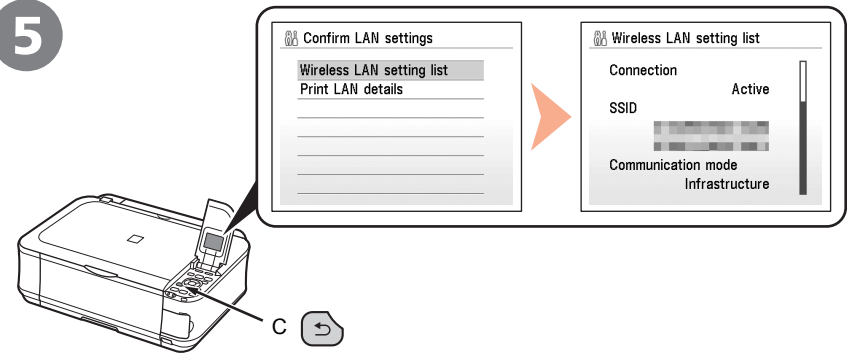 5
Confirm LAN settings
Wireless LAN setting list
Print LAN details
Wireless LAN setting list
Connection
Active
SSID
Communication mode
Infrastructure
C